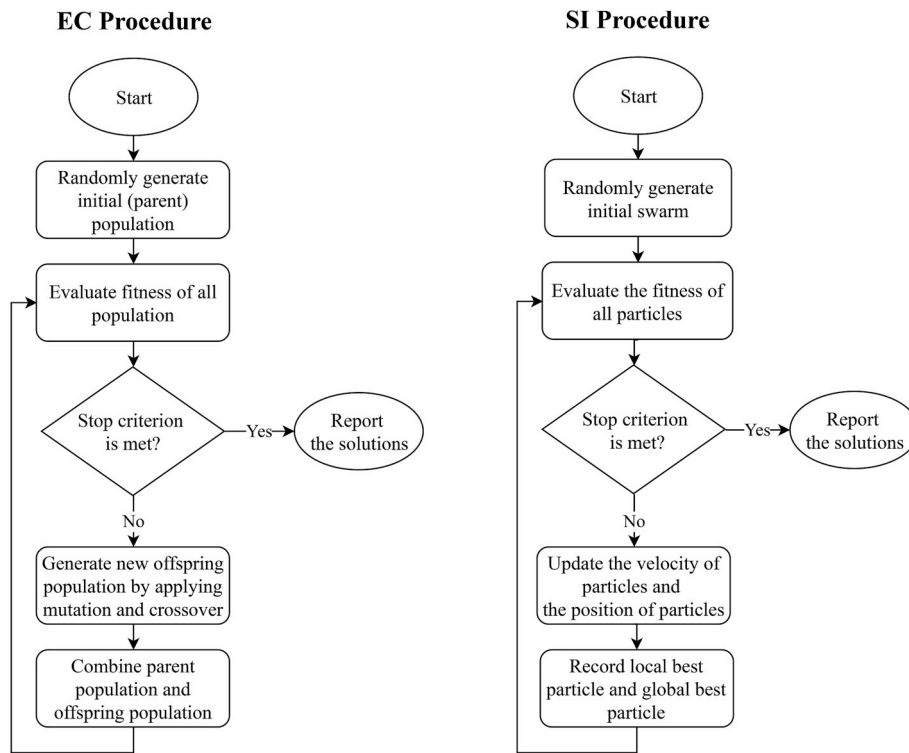 EC Procedure
Start
Randomly generate
initial (parent)
population
Evaluate fitness of all
population
Stop criterion
is met?
Yes
Report
the solutions
No
Generate new offspring
population by applying
mutation and crossover
Combine parent
population and
offspring population
SI Procedure
Start
Randomly generate
initial swarm
Evaluate the fitness of
all particles
Stop criterion
is met?
Yes
Report
the solutions
No
Update the velocity of
particles and
the position of particles
Record local best
particle and global best
particle